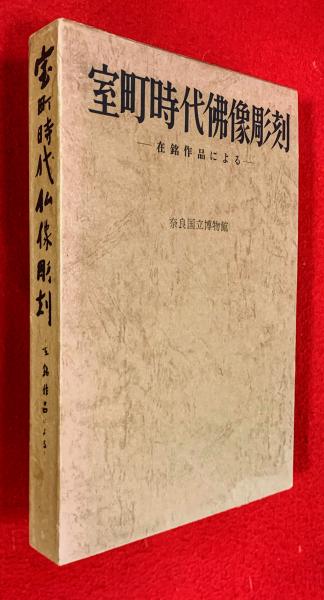 室町時代佛像彫刻
―在銘作品による―
奈良国立博物館
室町時代仏像彫刻
在銘作品による